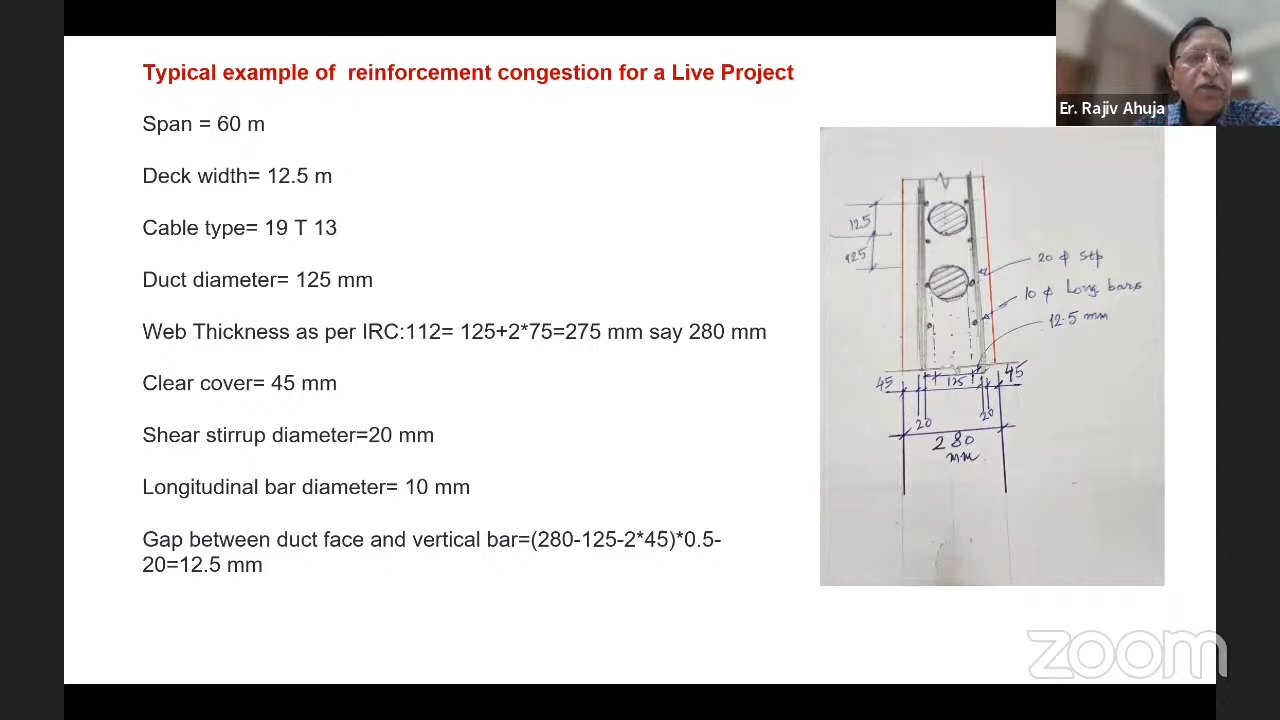 Typical example of reinforcement congestion for a Live Project
Er. Rajiv Ahuja
Span = 60 m
Deck width= 12.5 m
Cable type= 19 T 13
Duct diameter= 125 mm
Web Thickness as per IRC:112= 125+2*75=275 mm say 280 mm
Clear cover= 45 mm
Shear stirrup diameter=20 mm
Longitudinal bar diameter= 10 mm
Gap between duct face and vertical bar=(280-125-2*45)*0.5-
20=12.5 mm
125
125
20 ϕ stp
10 ϕ Long bars
12.5 mm
45
125
45
20
20
280
mm
zoom